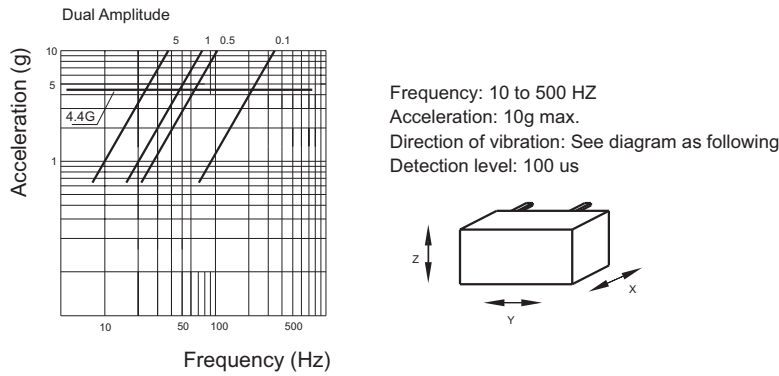 Dual Amplitude
5 1 0.5 0.1
Acceleration (g)
10
5
4.4G
1
10 50 100 500
Frequency (Hz)
Frequency: 10 to 500 HZ
Acceleration: 10g max.
Direction of vibration: See diagram as following
Detection level: 100 us
Z
X
Y